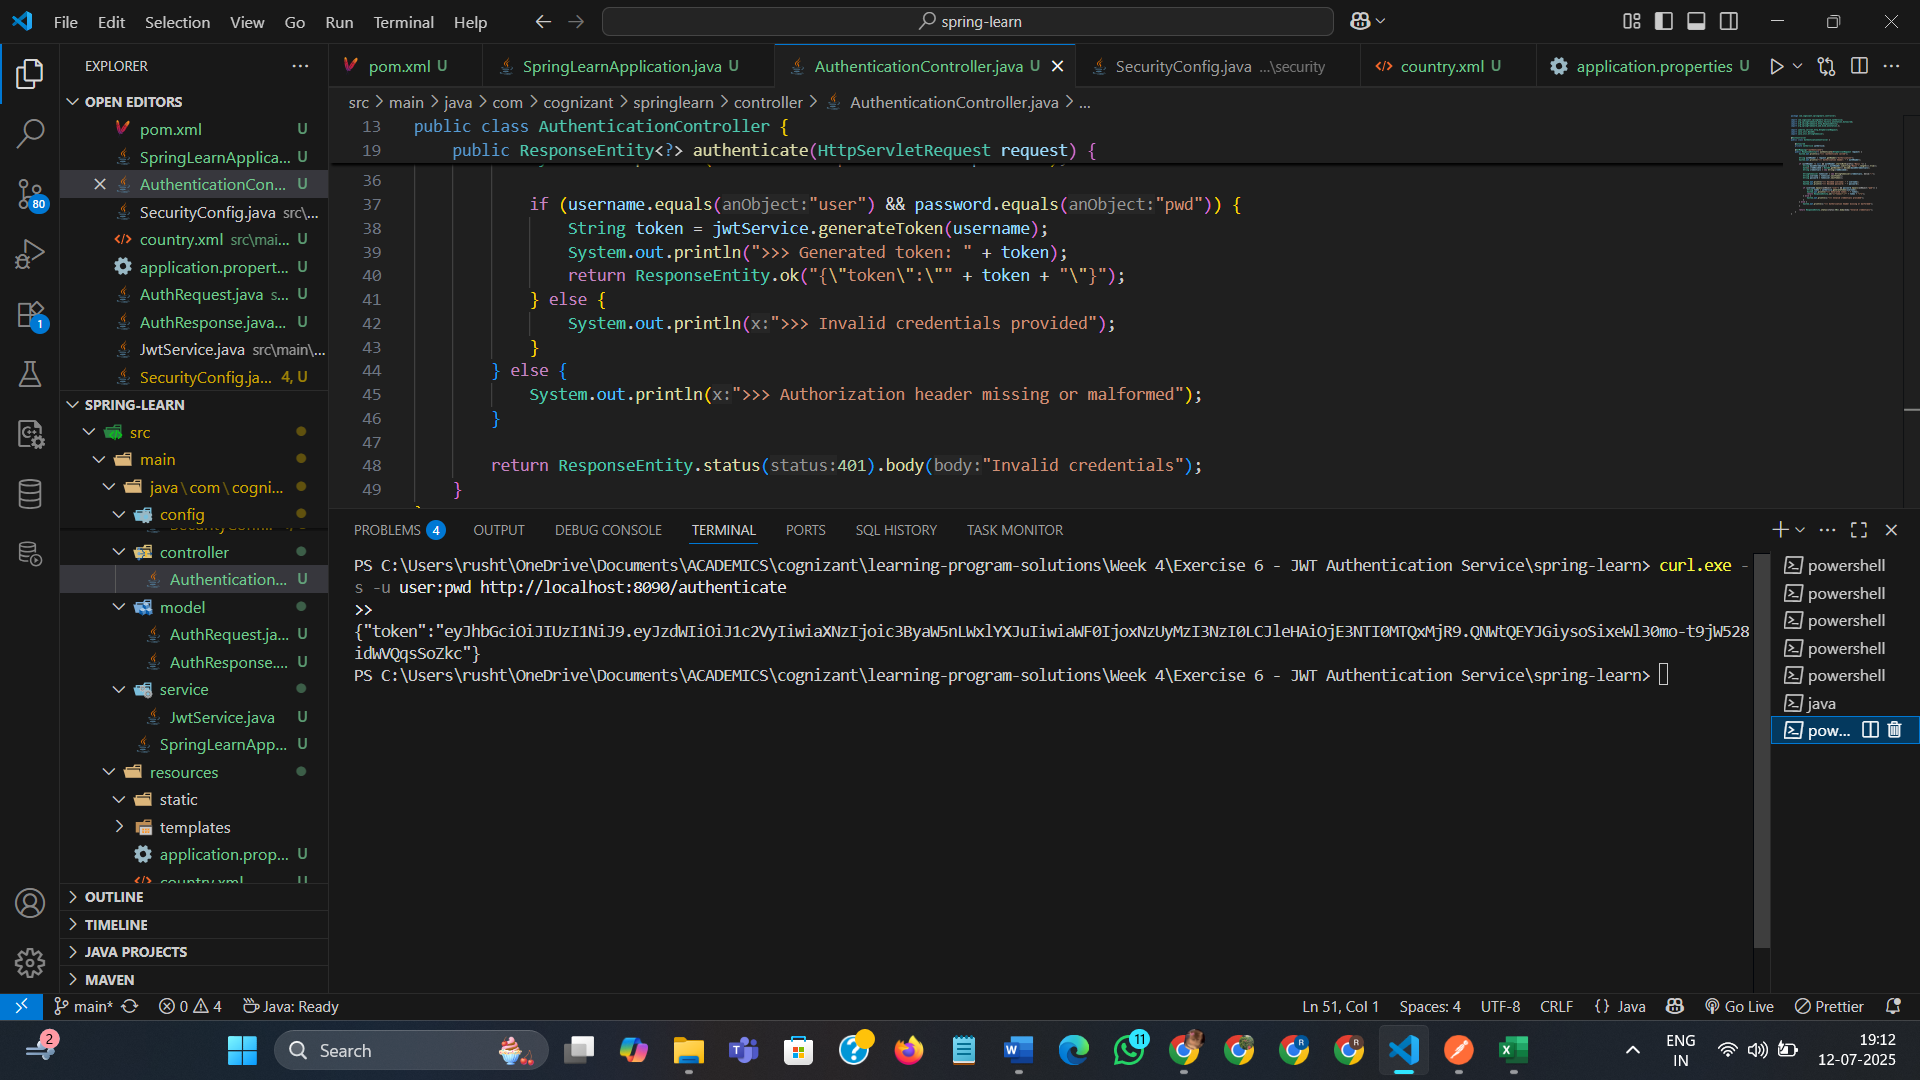 File Edit Selection View Go Run Terminal Help
spring-learn
EXPLORER
OPEN EDITORS
pom.xml U
SpringLearnApplica... U
AuthenticationCon... U
SecurityConfig.java src\...
country.xml src\mai... U
application.propert... U
AuthRequest.java s... U
AuthResponse.java... U
JwtService.java src\main\...
SecurityConfig.ja... 4, U
SPRING-LEARN
src
main
java\com\cogni...
config
controller
Authentication... U
model
AuthRequest.ja... U
AuthResponse.... U
service
JwtService.java U
SpringLearnApp... U
resources
static
templates
application.prop... U
country.xml U
OUTLINE
TIMELINE
JAVA PROJECTS
MAVEN
80
1
pom.xml U
SpringLearnApplication.java U
AuthenticationController.java U
SecurityConfig.java ...\security
country.xml U
application.properties U
src > main > java > com > cognizant > springlearn > controller > AuthenticationController.java > ...
13 public class AuthenticationController {
19 public ResponseEntity<?> authenticate(HttpServletRequest request) {
36
37 if (username.equals(anObject:"user") && password.equals(anObject:"pwd")) {
38 String token = jwtService.generateToken(username);
39 System.out.println(">>> Generated token: " + token);
40 return ResponseEntity.ok("{\"token\":\"" + token + "\"}");
41 } else {
42 System.out.println(x:">>> Invalid credentials provided");
43 }
44 } else {
45 System.out.println(x:">>> Authorization header missing or malformed");
46 }
47
48 return ResponseEntity.status(status:401).body(body:"Invalid credentials");
49 }
PROBLEMS 4 OUTPUT DEBUG CONSOLE TERMINAL PORTS SQL HISTORY TASK MONITOR
PS C:\Users\rusht\OneDrive\Documents\ACADEMICS\cognizant\learning-program-solutions\Week 4\Exercise 6 - JWT Authentication Service\spring-learn> curl.exe -
s -u user:pwd http://localhost:8090/authenticate
>>
{"token":"eyJhbGciOiJIUzI1NiJ9.eyJzdWIiOiJ1c2VyIiwiaXNzIjoic3ByaW5nLWxlYXJuIiwiaWF0IjoxNzUyMzI3NzI0LCJleHAiOjE3NTI0MTQxMjR9.QNWtQEYJGiysoSixeWl30mo-t9jW528
idWVQqsSoZkc"}
PS C:\Users\rusht\OneDrive\Documents\ACADEMICS\cognizant\learning-program-solutions\Week 4\Exercise 6 - JWT Authentication Service\spring-learn>
powershell
powershell
powershell
powershell
powershell
java
pow...
main* 0 4 Java: Ready
Ln 51, Col 1 Spaces: 4 UTF-8 CRLF {} Java Go Live Prettier
2
Search
11
ENG
IN
19:12
12-07-2025